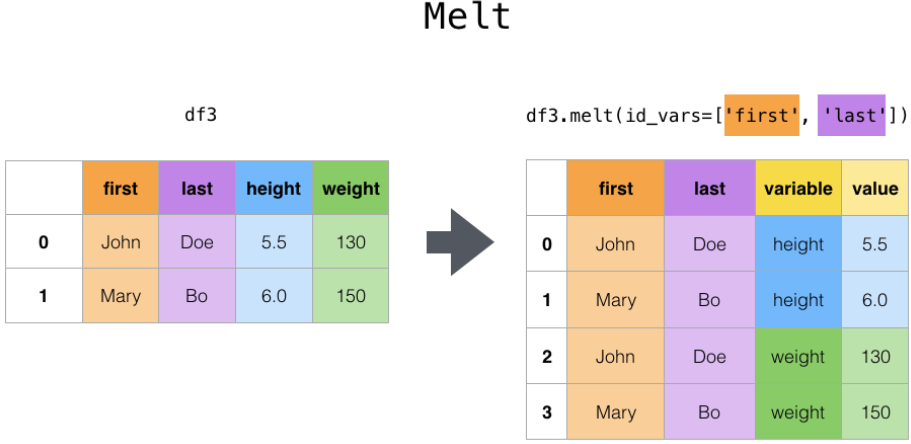 Melt
df3
first last height weight
0 John Doe 5.5 130
1 Mary Bo 6.0 150
df3.melt(id_vars=['first', 'last'])
first last variable value
0 John Doe height 5.5
1 Mary Bo height 6.0
2 John Doe weight 130
3 Mary Bo weight 150